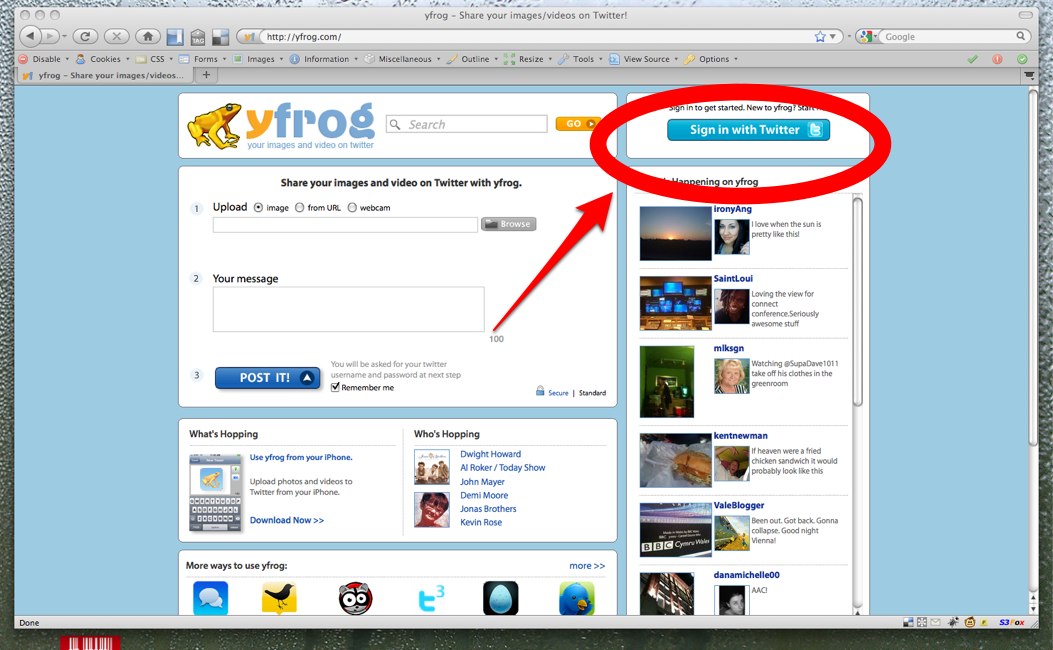 yfrog - Share your images/videos on Twitter!
http://yfrog.com/
Google
Disable Cookies CSS Forms Images Information Miscellaneous Outline Resize Tools View Source Options
yfrog - Share your images/videos...
yfrog
your images and video on twitter
Search
GO
Sign in to get started. New to yfrog? Start
Sign in with Twitter
Share your images and video on Twitter with yfrog.
1 Upload image from URL webcam
Browse
2 Your message
100
3 POST IT!
You will be asked for your twitter
username and password at next step
Remember me
Secure | Standard
What's Hopping
Use yfrog from your iPhone.
Upload photos and videos to
Twitter from your iPhone.
Download Now >>
Who's Hopping
Dwight Howard
Al Roker / Today Show
John Mayer
Demi Moore
Jonas Brothers
Kevin Rose
More ways to use yfrog:
more >>
3
Happening on yfrog
ironyAng
I love when the sun is
pretty like this!
SaintLoui
Loving the view for
connect
conference.Seriously
awesome stuff
mlksgn
Watching @SupaDave1011
take off his clothes in the
greenroom
kentnewman
If heaven were a fried
chicken sandwich it would
probably look like this
ValeBlogger
Been out. Got back. Gonna
collapse. Good night
Vienna!
BBC Cymru Wales
danamichelle00
AAC!
Done
S3Fox